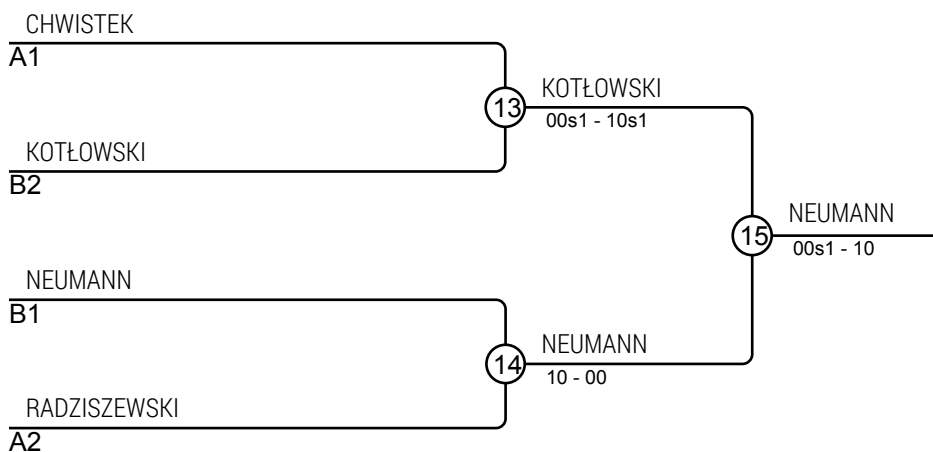 CHWISTEK
A1
13
KOTŁOWSKI
00s1 - 10s1
KOTŁOWSKI
B2
15
NEUMANN
00s1 - 10
NEUMANN
B1
14
NEUMANN
10 - 00
RADZISZEWSKI
A2